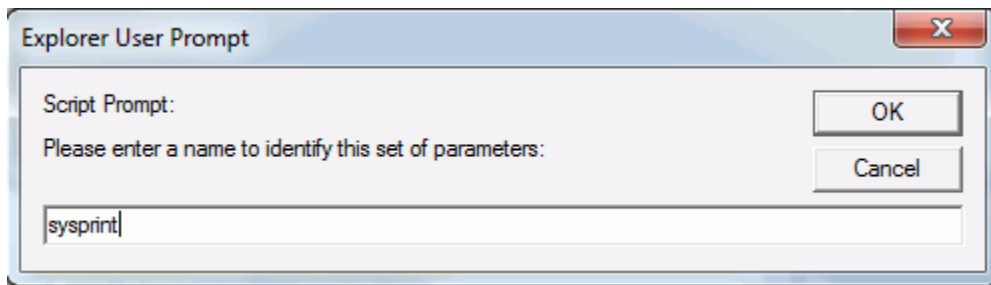 Explorer User Prompt
Script Prompt:
OK
Please enter a name to identify this set of parameters:
Cancel
sysprint